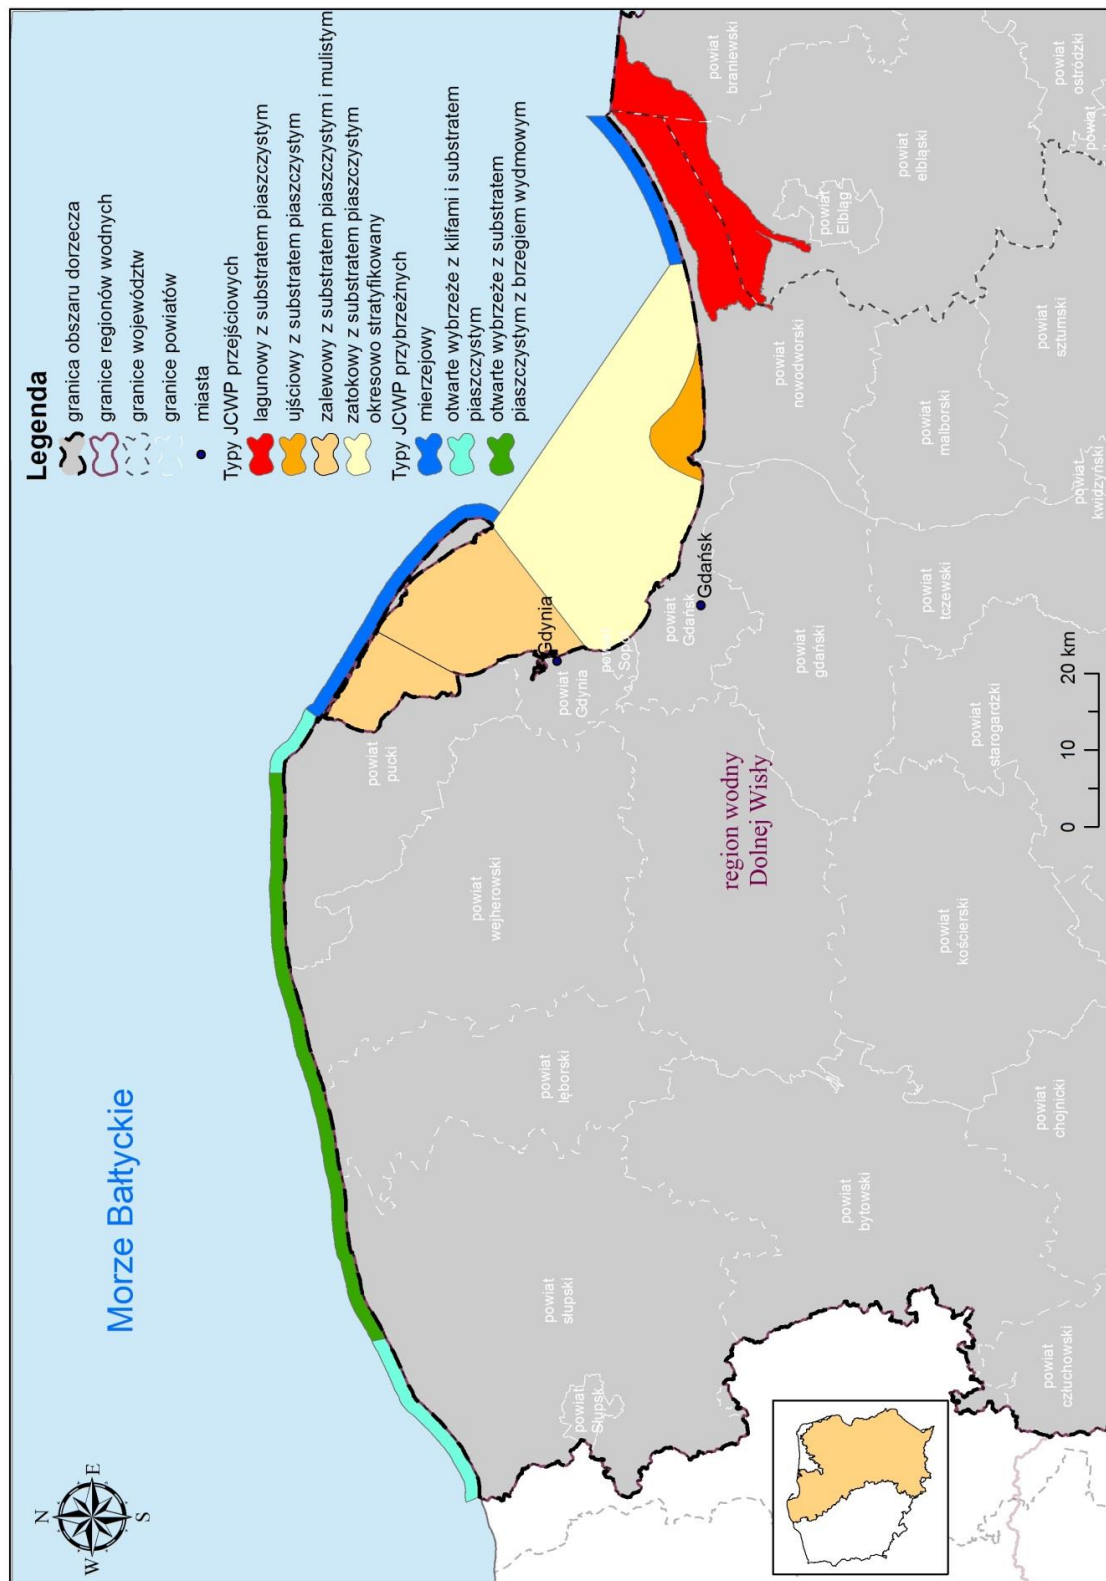 Morze Bałtyckie
N
W
E
S
Legenda
granica obszaru dorzecza
granice regionów wodnych
granice województw
granice powiatów
miasta
Typy JCWP przejściowych
lagunowy z substratem piaszczystym
ujściowy z substratem piaszczystym
zalewowy z substratem piaszczystym i mulistym
zatokowy z substratem piaszczystym
okresowo stratyfikowany
Typy JCWP przybrzeżnych
mierzejowy
otwarte wybrzeże z klifami i substratem
piaszczystym
otwarte wybrzeże z substratem
piaszczystym z brzegiem wydmowym
powiat
pucki
powiat
wejherowski
powiat
lęborski
powiat
słupski
powiat
Słupsk
powiat
bytowski
powiat
człuchowski
powiat
chojnicki
powiat
kościerski
region wodny
Dolnej Wisły
Gdynia
powiat
Gdynia
powiat
Sopot
powiat
Gdańsk
Gdańsk
powiat
gdański
powiat
starogardzki
powiat
tczewski
powiat
nowodworski
powiat
malborski
powiat
kwidzyński
powiat
sztumski
powiat
Elbląg
powiat
elbląski
powiat
braniewski
powiat
ostródzki
powiat
0
10
20 km